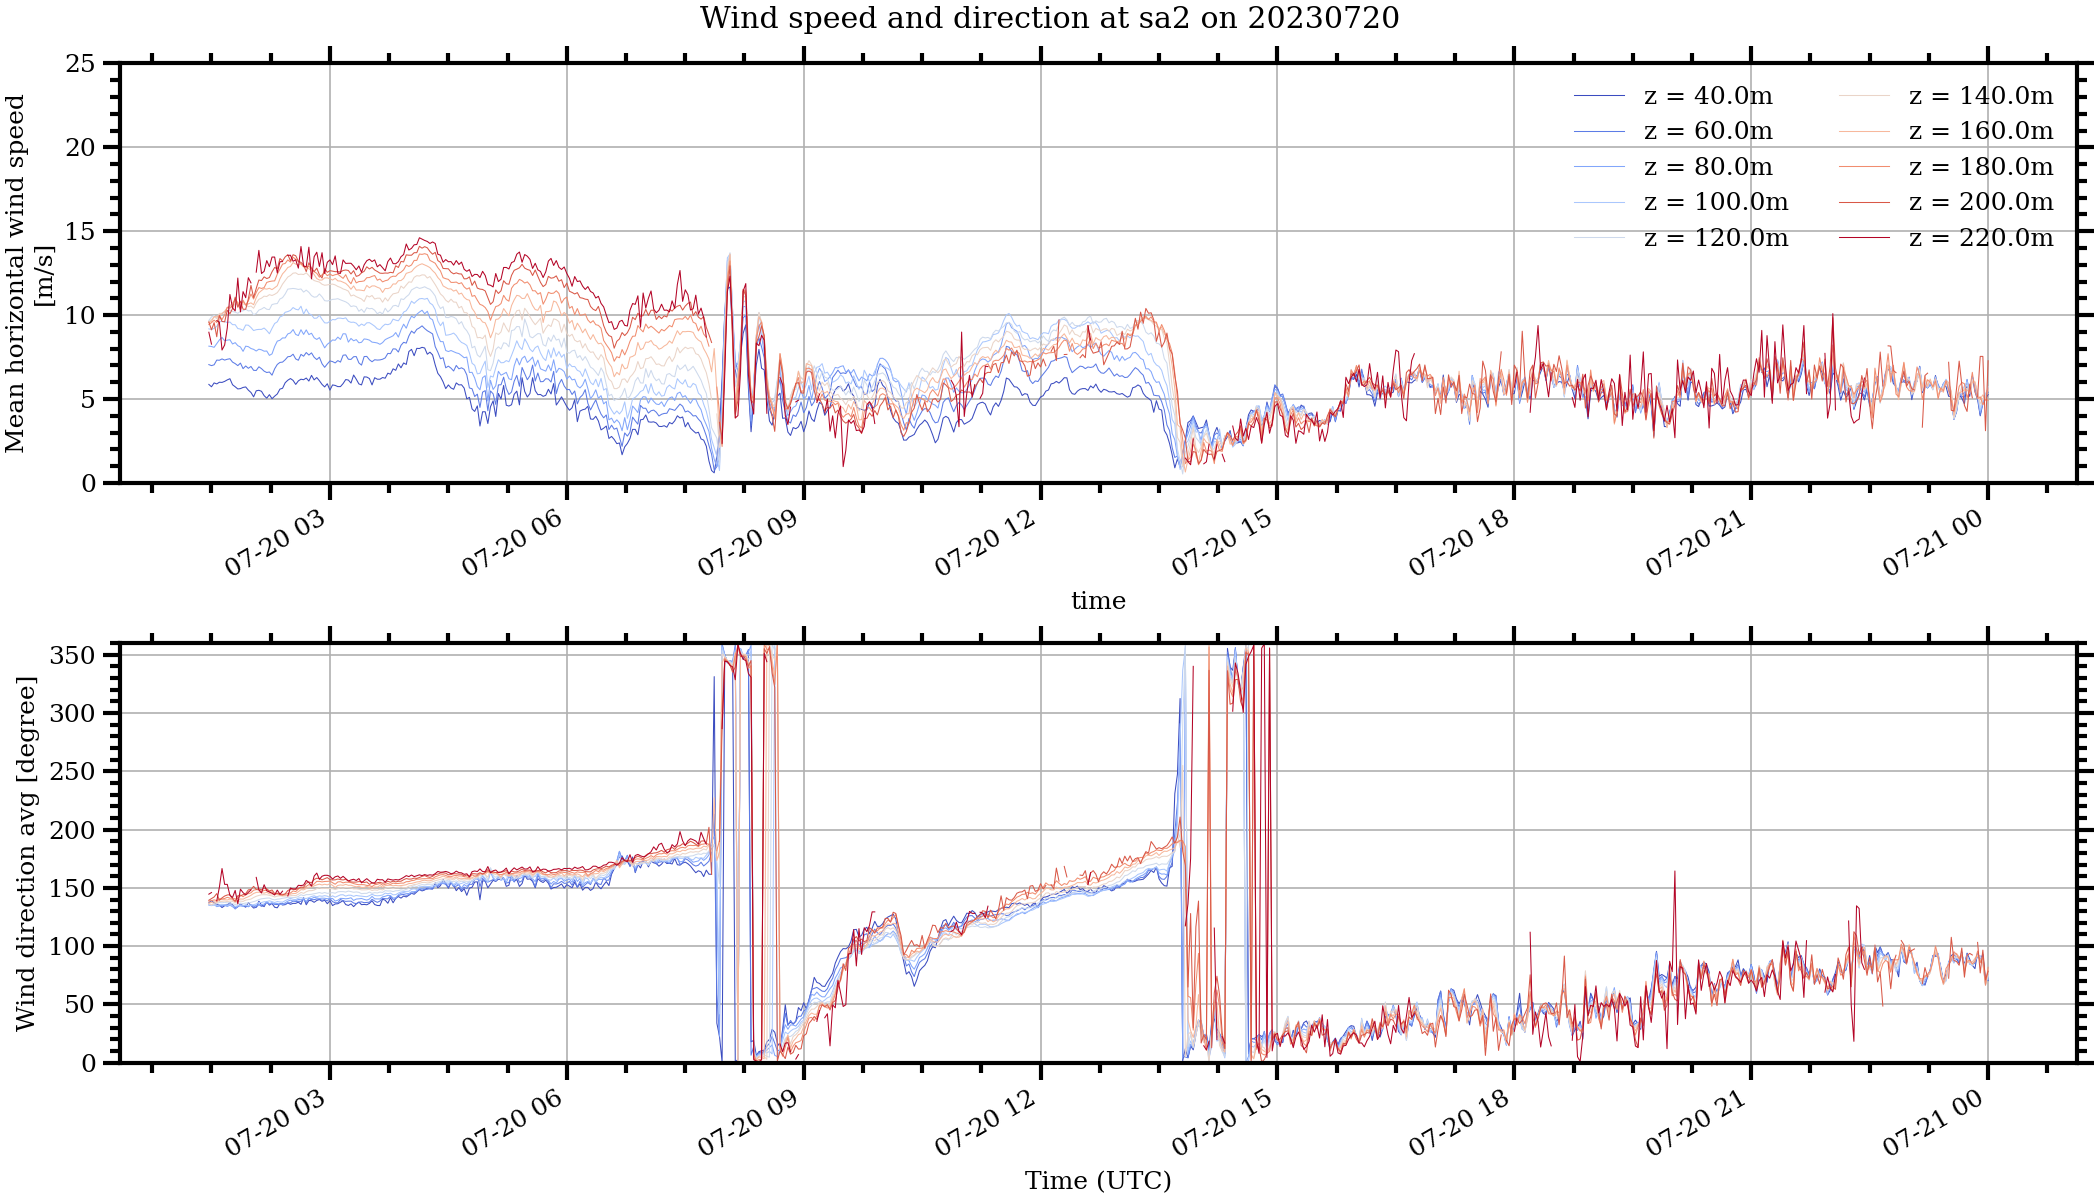 Wind speed and direction at sa2 on 20230720
Mean horizontal wind speed
[m/s]
25
20
15
10
5
0
z = 40.0m
z = 60.0m
z = 80.0m
z = 100.0m
z = 120.0m
z = 140.0m
z = 160.0m
z = 180.0m
z = 200.0m
z = 220.0m
07-20 03
07-20 06
07-20 09
07-20 12
07-20 15
07-20 18
07-20 21
07-21 00
time
Wind direction avg [degree]
350
300
250
200
150
100
50
0
07-20 03
07-20 06
07-20 09
07-20 12
07-20 15
07-20 18
07-20 21
07-21 00
Time (UTC)